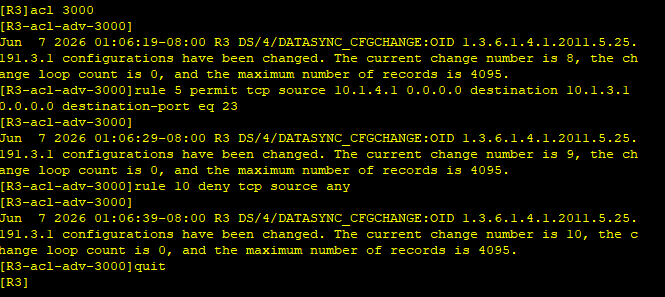 [R3]acl 3000
[R3-acl-adv-3000]
Jun  7 2026 01:06:19-08:00 R3 DS/4/DATASYNC_CFGCHANGE:OID 1.3.6.1.4.1.2011.5.25.
191.3.1 configurations have been changed. The current change number is 8, the ch
ange loop count is 0, and the maximum number of records is 4095.
[R3-acl-adv-3000]rule 5 permit tcp source 10.1.4.1 0.0.0.0 destination 10.1.3.1
0.0.0.0 destination-port eq 23
[R3-acl-adv-3000]
Jun  7 2026 01:06:29-08:00 R3 DS/4/DATASYNC_CFGCHANGE:OID 1.3.6.1.4.1.2011.5.25.
191.3.1 configurations have been changed. The current change number is 9, the ch
ange loop count is 0, and the maximum number of records is 4095.
[R3-acl-adv-3000]rule 10 deny tcp source any
[R3-acl-adv-3000]
Jun  7 2026 01:06:39-08:00 R3 DS/4/DATASYNC_CFGCHANGE:OID 1.3.6.1.4.1.2011.5.25.
191.3.1 configurations have been changed. The current change number is 10, the c
hange loop count is 0, and the maximum number of records is 4095.
[R3-acl-adv-3000]quit
[R3]